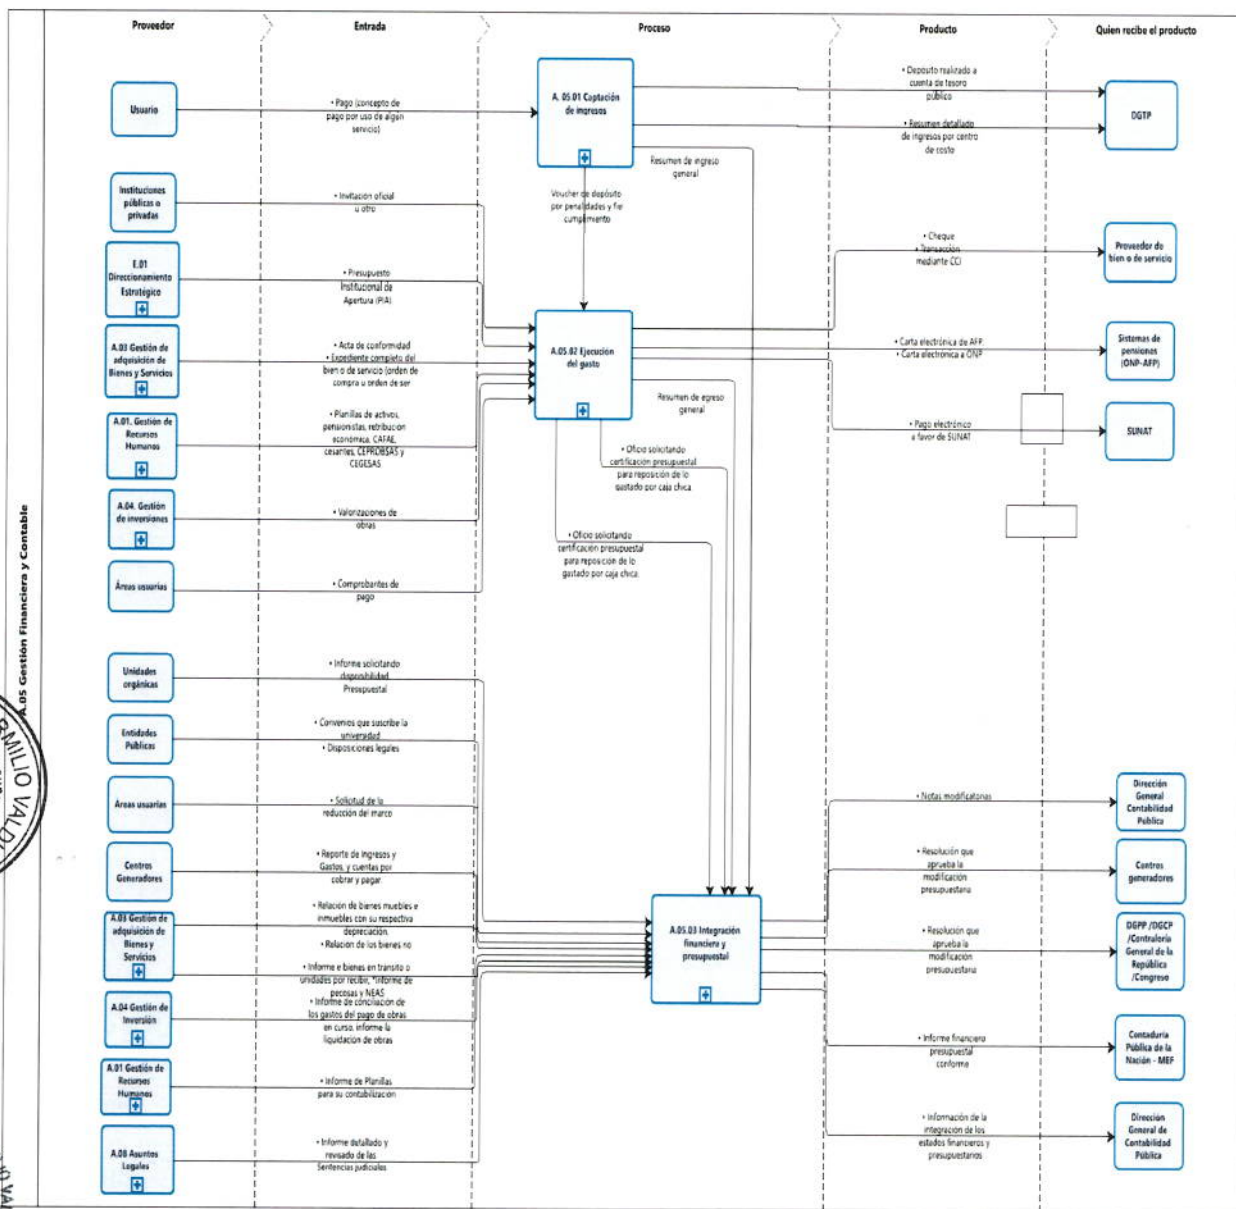 Proveedor
Entrada
Proceso
Producto
Quien recibe el producto
A.05 Gestión Financiera y Contable
Usuario
• Pago (concepto de
pago por uso de algún
servicio)
A. 05.01 Captación
de ingresos
• Depósito realizado a
cuenta de tesoro
público
• Resumen detallado
de ingresos por centro
de costo
DGTP
Resumen de ingreso
general
Voucher de depósito
por penalidades y fiel
cumplimiento
Instituciones
públicas o
privadas
• Invitación oficial
u otro
E.01
Direccionamiento
Estratégico
• Presupuesto
Institucional de
Apertura (PIA)
• Cheque
• Transacción
mediante CCI
Proveedor de
bien o de servicio
A.03 Gestión de
adquisición de
Bienes y Servicios
• Acta de conformidad
• Expediente completo del
bien o de servicio (orden de
compra u orden de ser
A.05.02 Ejecución
del gasto
• Carta electrónica de AFP.
• Carta electrónica a ONP
Sistemas de
pensiones
(ONP-AFP)
Resumen de egreso
general
A.01. Gestión de
Recursos
Humanos
• Planillas de activos,
pensionistas, retribución
económica, CAFAE,
cesantes, CEPROBSAS y
CEGESAS
• Pago electrónico
a favor de SUNAT
SUNAT
• Oficio solicitando
certificación presupuestal
para reposición de lo
gastado por caja chica
A.04. Gestión
de inversiones
• Valorizaciones de
obras
• Oficio solicitando
certificación presupuestal
para reposición de lo
gastado por caja chica
Áreas usuarias
• Comprobantes de
pago
Unidades
orgánicas
• Informe solicitando
disponibilidad
Presupuestal
Entidades
Públicas
• Convenios que suscribe la
universidad
• Disposiciones legales
Áreas usuarias
• Solicitud de la
reducción del marco
• Notas modificatorias
Dirección
General
Contabilidad
Pública
Centros
Generadores
• Reporte de Ingresos y
Gastos, y cuentas por
cobrar y pagar.
• Resolución que
aprueba la
modificación
presupuestaria
Centros
generadores
A.03 Gestión de
adquisición de
Bienes y
Servicios
• Relación de bienes muebles e
inmuebles con su respectiva
depreciación.
• Relación de los bienes no
• Informe e bienes en tránsito o
unidades por recibir, *informe de
pecosas y NEAS
A.05.03 Integración
financiera y
presupuestal
• Resolución que
aprueba la
modificación
presupuestaria
DGPP /DGCP
/Contraloría
General de la
República
/Congreso
A.04 Gestión de
Inversión
• Informe de conciliación de
los gastos del pago de obras
en curso, informe la
liquidación de obras
• Informe financiero
presupuestal
conforme
Contaduría
Pública de la
Nación - MEF
A.01 Gestión de
Recursos
Humanos
• Informe de Planillas
para su contabilización
A.08 Asuntos
Legales
• Informe detallado y
revisado de las
Sentencias judiciales
• Información de la
integración de los
estados financieros y
presupuestarios
Dirección
General de
Contabilidad
Pública